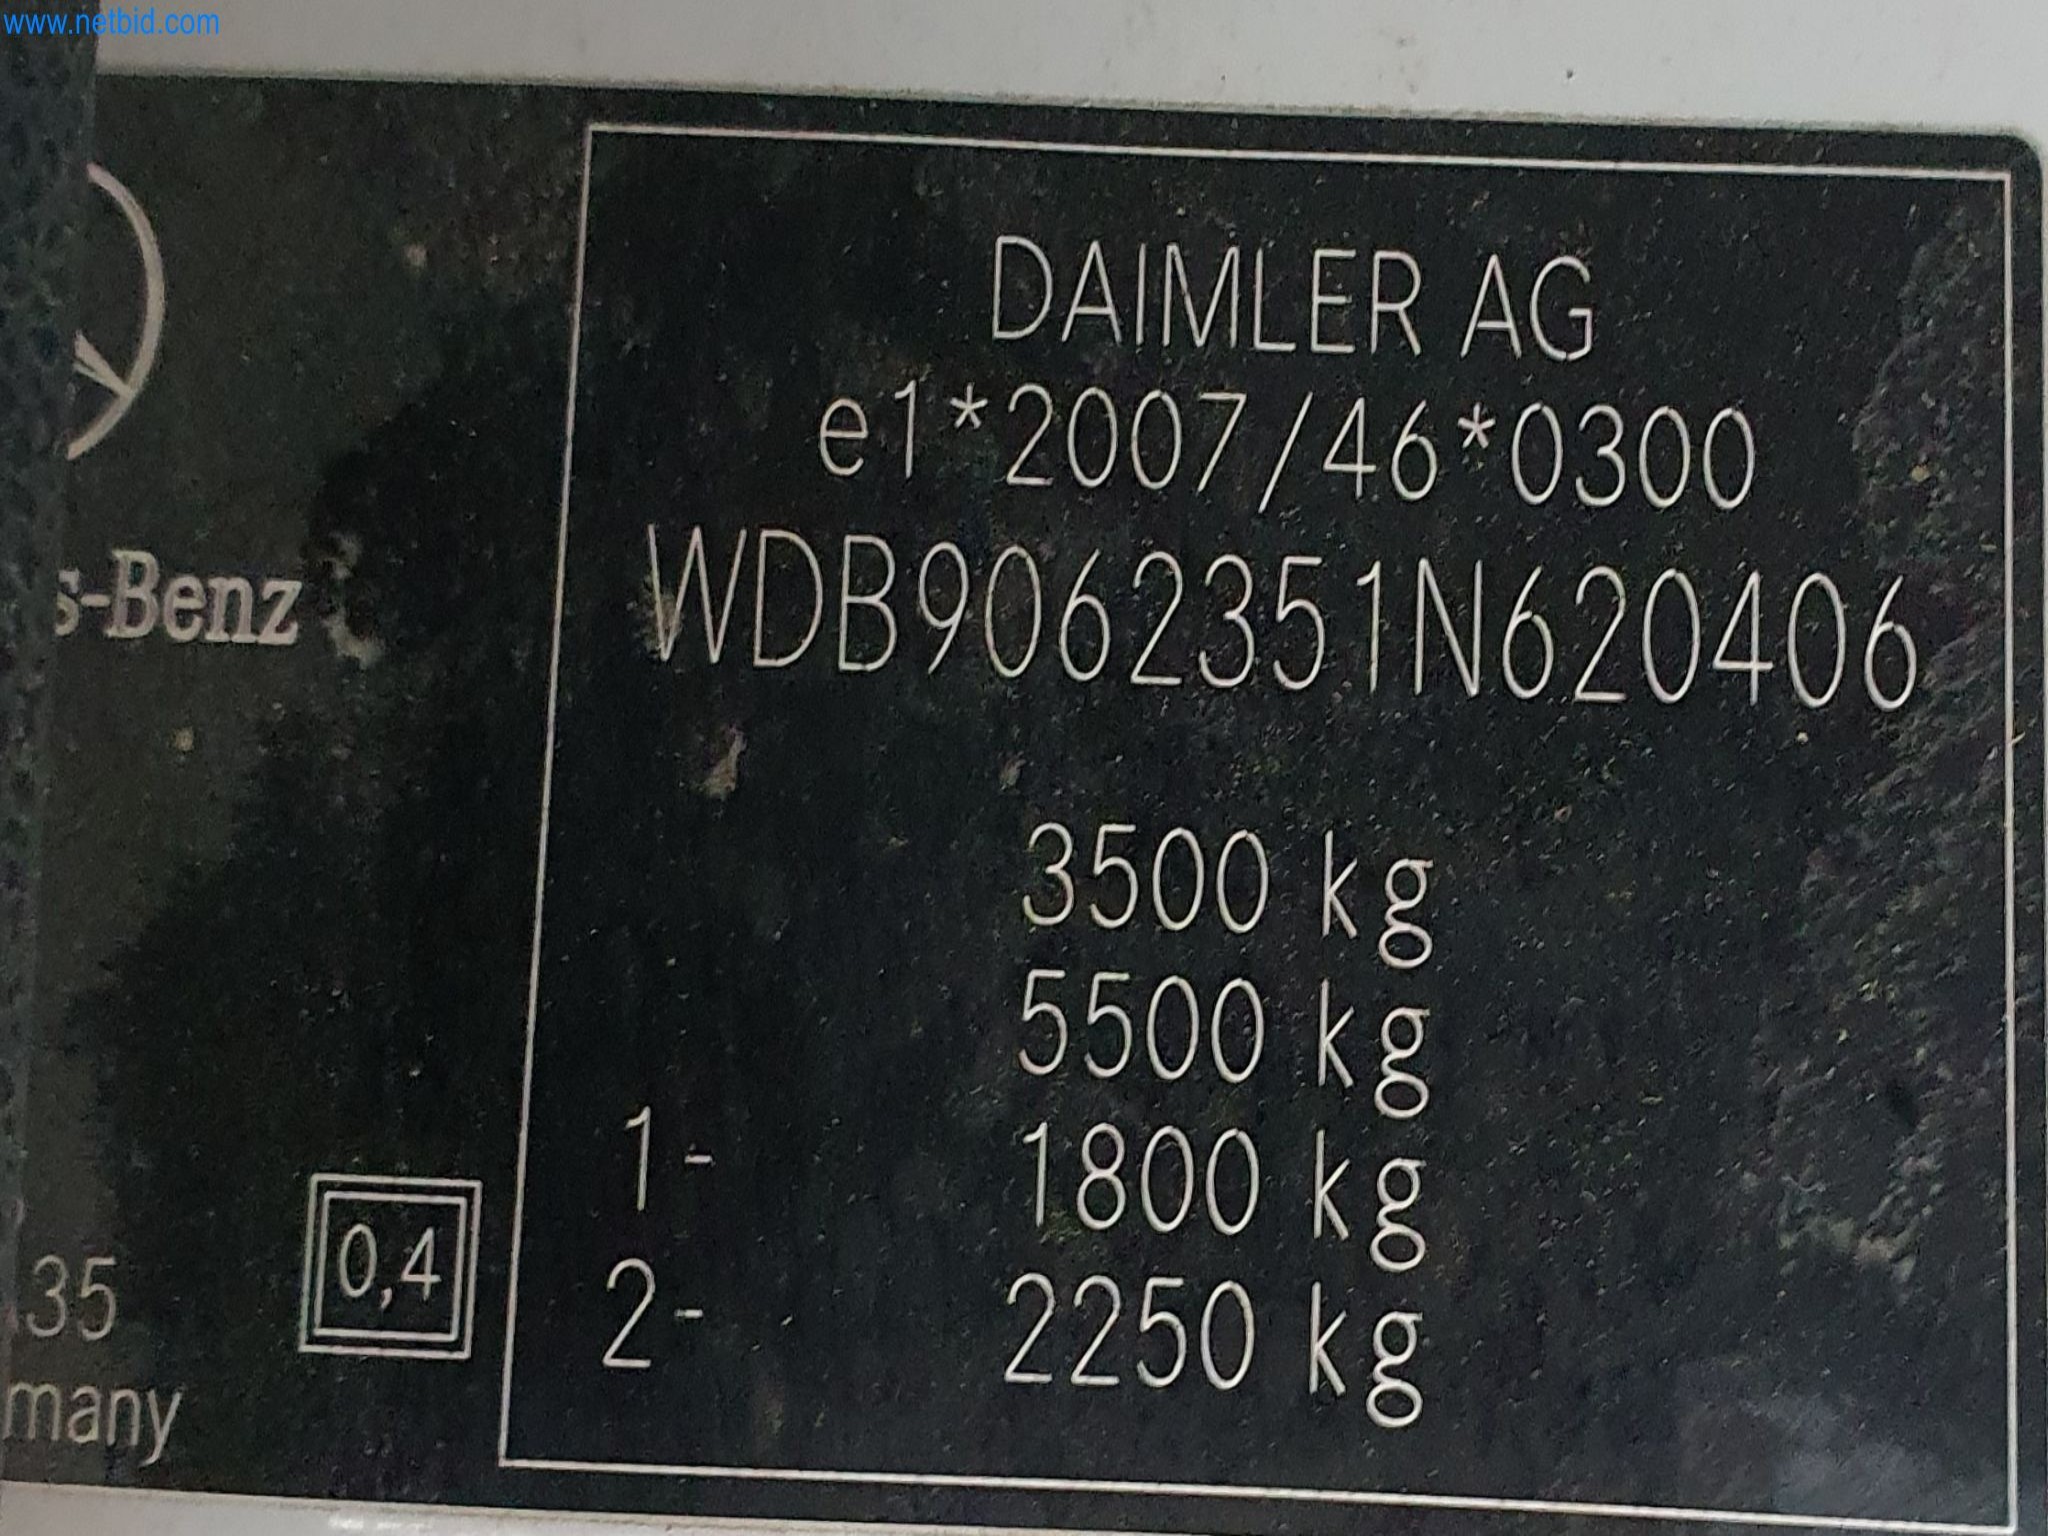 www.netbid.com
DAIMLER AG
e1*2007/46*0300
WDB9062351N620406
s-Benz
3500 kg
5500 kg
1- 1800 kg
2- 2250 kg
0,4
35
many